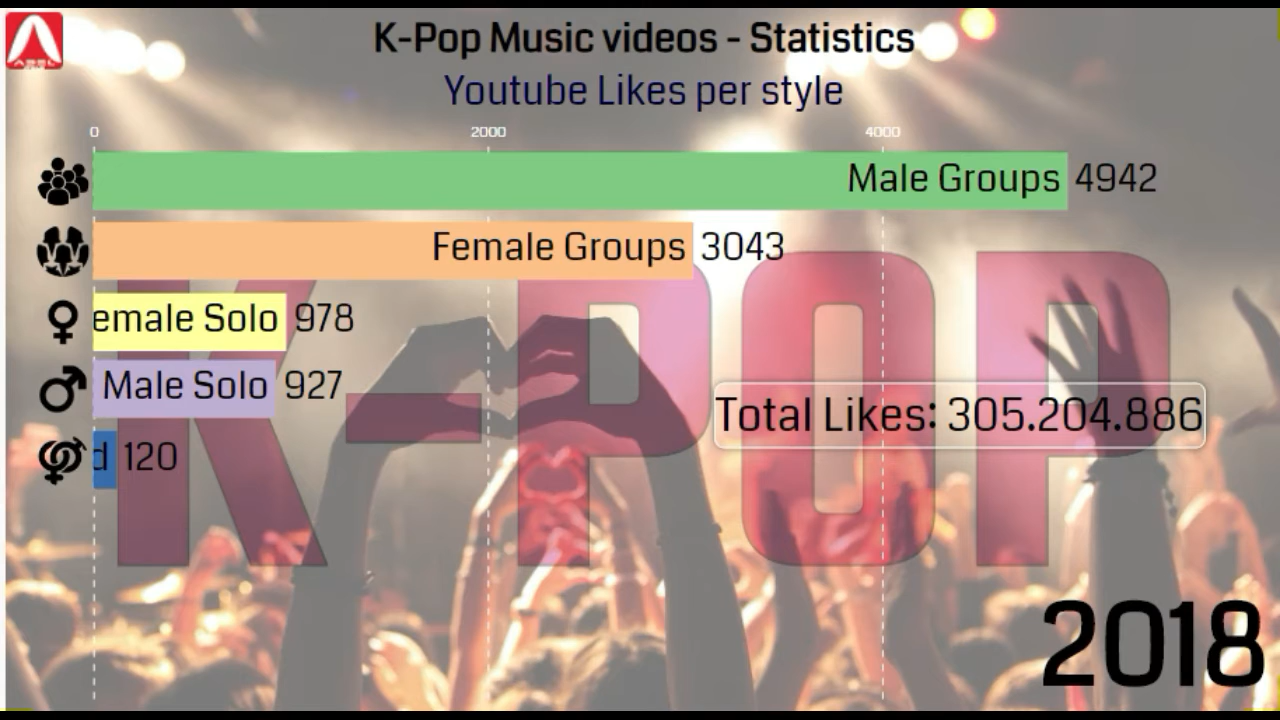 K-Pop Music videos - Statistics
Youtube Likes per style
0 2000 4000
Male Groups 4942
Female Groups 3043
emale Solo 978
Male Solo 927
d 120
K-POP
Total Likes: 305.204.886
2018